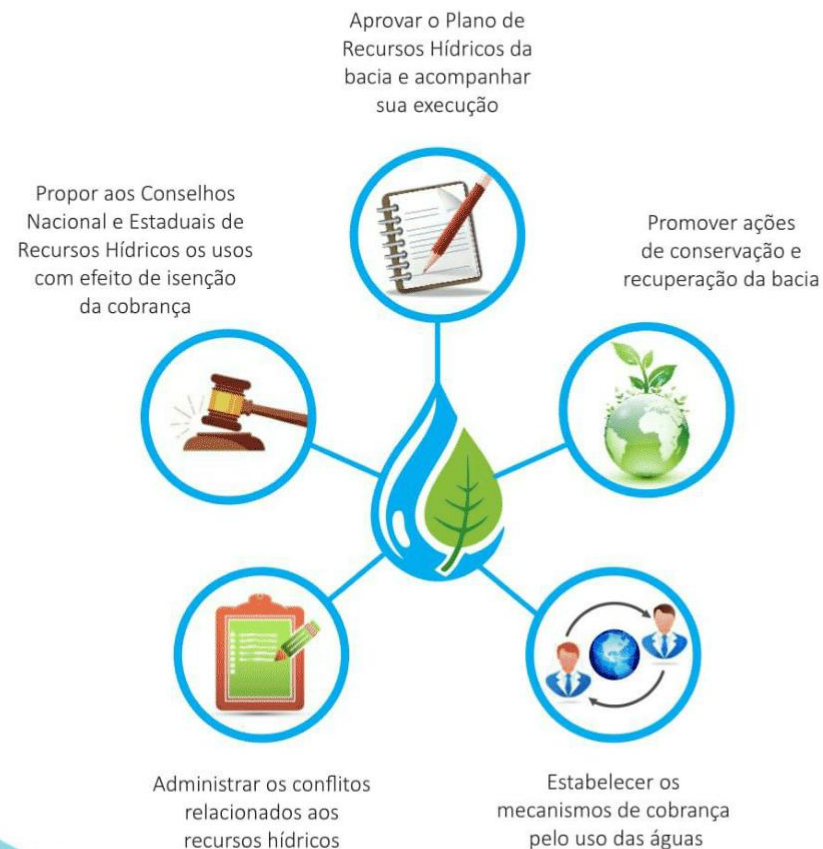 Aprovar o Plano de
Recursos Hídricos da
bacia e acompanhar
sua execução
Propor aos Conselhos
Nacional e Estaduais de
Recursos Hídricos os usos
com efeito de isenção
da cobrança
Promover ações
de conservação e
recuperação da bacia
Administrar os conflitos
relacionados aos
recursos hídricos
Estabelecer os
mecanismos de cobrança
pelo uso das águas